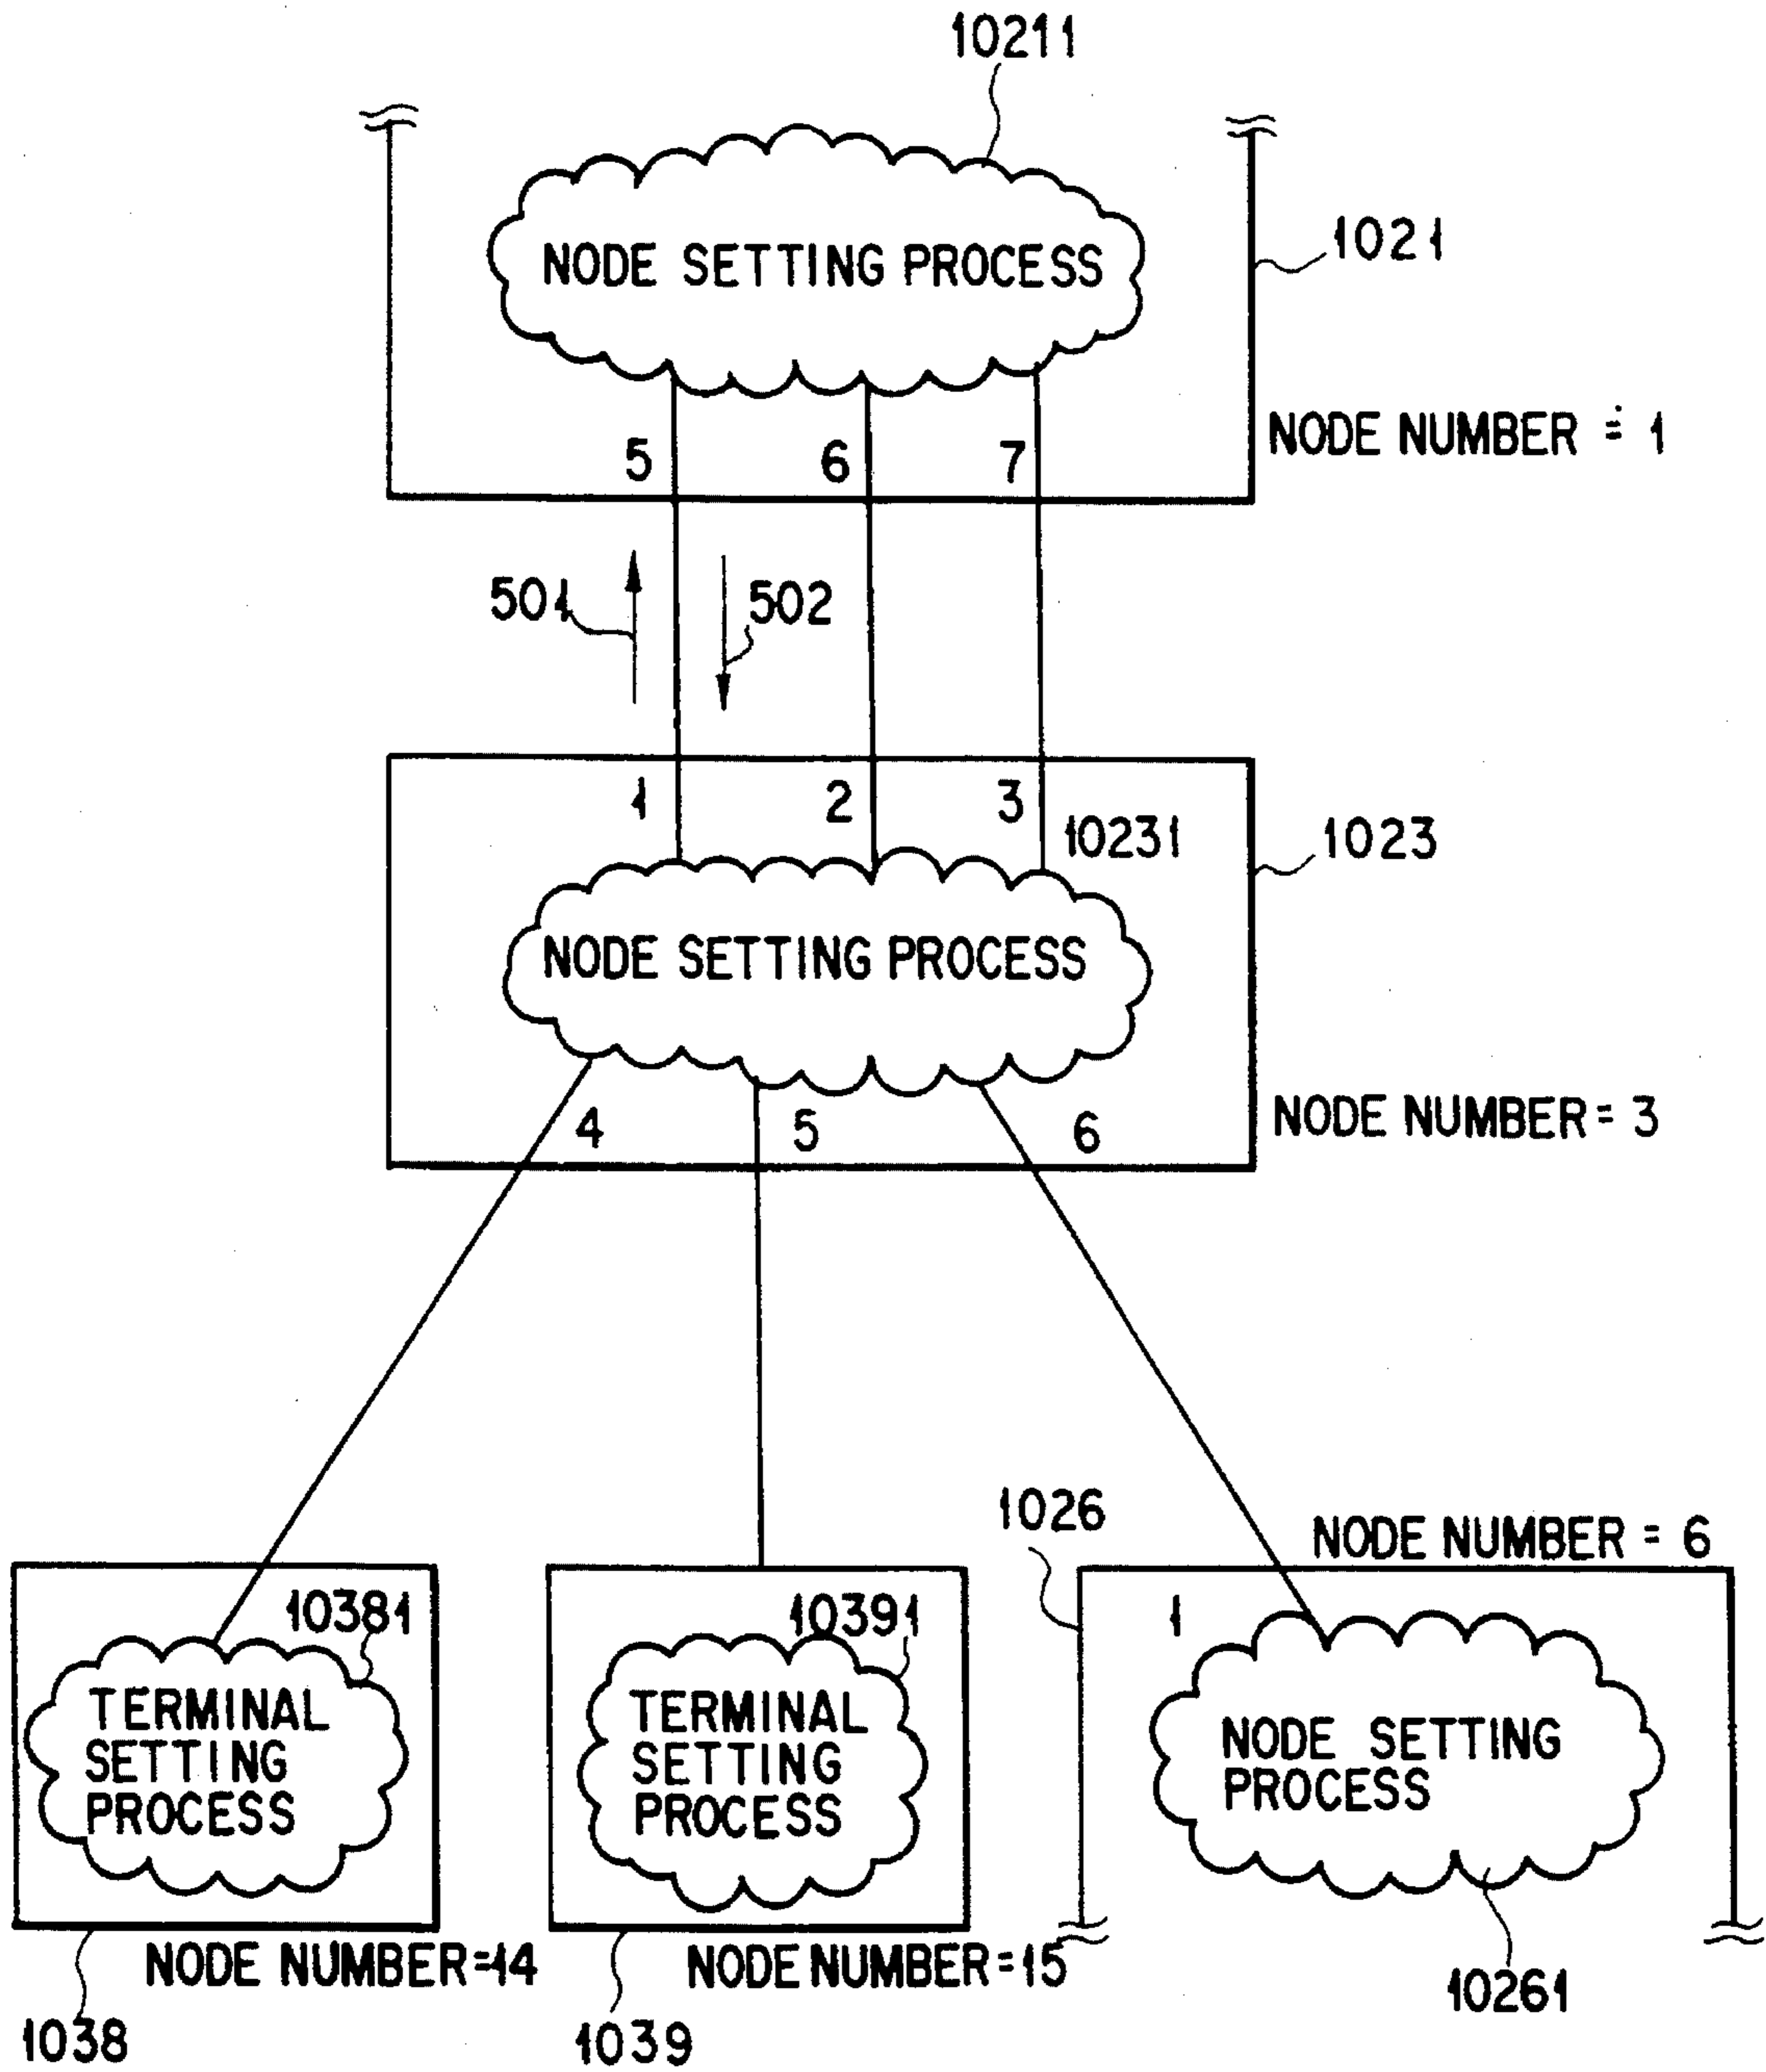 10211
NODE SETTING PROCESS
1021
NODE NUMBER = 1
5 6 7
501 502
1 2 3
10231
1023
NODE SETTING PROCESS
4 5 6
NODE NUMBER = 3
1026
NODE NUMBER = 6
10381
TERMINAL
SETTING
PROCESS
10391
TERMINAL
SETTING
PROCESS
1
NODE SETTING
PROCESS
NODE NUMBER=14
NODE NUMBER=15
10261
1038
1039